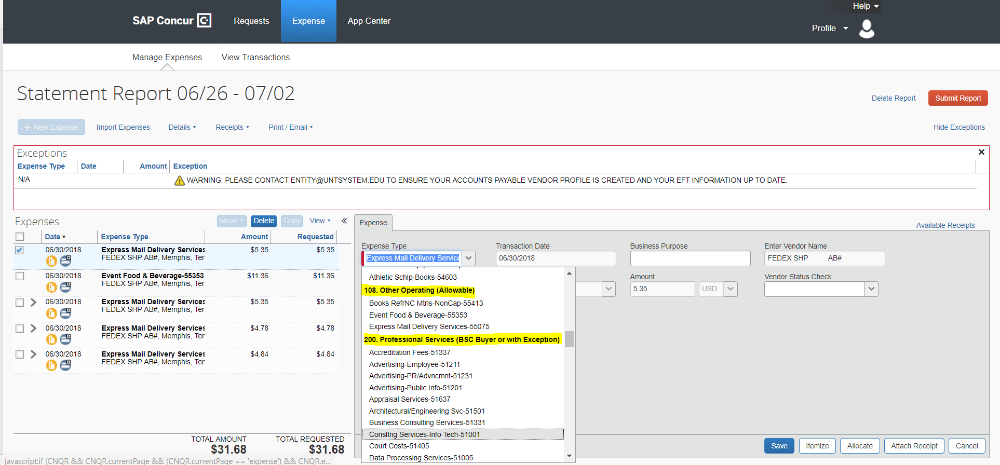 Help
SAP Concur C.
Requests
Expense
App Center
Profile
Manage Expenses
View Transactions
Statement Report 06/26 - 07/02
Delete Report
Submit Report
+ New Expense
Import Expenses
Details
Receipts
Print / Email
Hide Exceptions
Exceptions
Expense Type Date Amount Exception
N/A WARNING: PLEASE CONTACT ENTITY@UNTSYSTEM.EDU TO ENSURE YOUR ACCOUNTS PAYABLE VENDOR PROFILE IS CREATED AND YOUR EFT INFORMATION UP TO DATE.
Expenses
Move Delete Copy View «
Date Expense Type Amount Requested
06/30/2018 Express Mail Delivery Services $5.35 $5.35
FEDEX SHP AB#, Memphis, Ter
06/30/2018 Event Food & Beverage-55353 $11.36 $11.36
FEDEX SHP AB#, Memphis, Ter
06/30/2018 Express Mail Delivery Services $5.35 $5.35
FEDEX SHP AB#, Memphis, Ter
06/30/2018 Express Mail Delivery Services $4.78 $4.78
FEDEX SHP AB#, Memphis, Ter
06/30/2018 Express Mail Delivery Services $4.84 $4.84
FEDEX SHP AB#, Memphis, Ter
TOTAL AMOUNT TOTAL REQUESTED
$31.68 $31.68
Expense
Available Receipts
Expense Type Transaction Date Business Purpose Enter Vendor Name
Express Mail Delivery Service 06/30/2018 FEDEX SHP AB#
Amount Vendor Status Check
5.35 USD
Athletic Schlp-Books-54603
108. Other Operating (Allowable)
Books RefrNC Mtrls-NonCap-55413
Event Food & Beverage-55353
Express Mail Delivery Services-55075
200. Professional Services (BSC Buyer or with Exception)
Accreditation Fees-51337
Advertising-Employee-51211
Advertising-PR/Advncmnt-51231
Advertising-Public Info-51201
Appraisal Services-51637
Architectural/Engineering Svc-51501
Business Consulting Services-51331
Consltng Services-Info Tech-51001
Court Costs-51405
Data Processing Services-51005
Save Itemize Allocate Attach Receipt Cancel
javascript:if (CNQR && CNQR.currentPage && (CNQR.currentPage == 'expense') && CNQR.e...